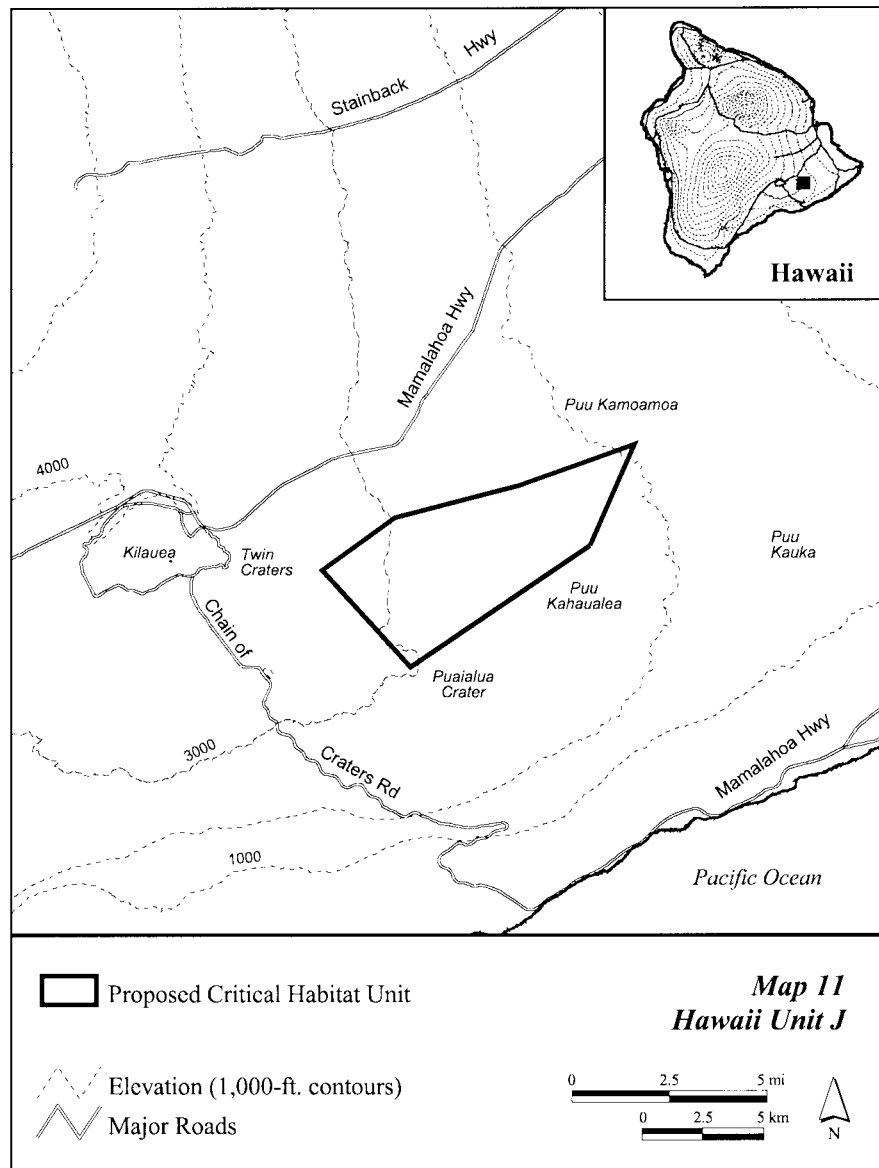 Stainback Hwy
Hawaii
Mamalahoa Hwy
Puu Kamoamoa
4000
Kilauea
Twin
Craters
Puu
Kauka
Puu
Kahaualea
Chain of
Puaialua
Crater
3000
Craters Rd
Mamalahoa Hwy
1000
Pacific Ocean
Proposed Critical Habitat Unit
Map 11
Hawaii Unit J
Elevation (1,000-ft. contours)
Major Roads
0 2.5 5 mi
0 2.5 5 km
N